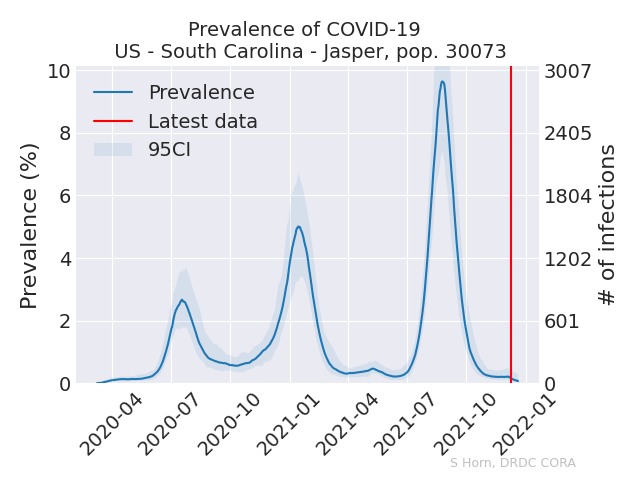 Prevalence of COVID-19
US - South Carolina - Jasper, pop. 30073
Prevalence
Latest data
95CI
Prevalence (%)
10
8
6
4
2
0
3007
2405
1804
1202
601
0
# of infections
2020-04
2020-07
2020-10
2021-01
2021-04
2021-07
2021-10
2022-01
S Horn, DRDC CORA